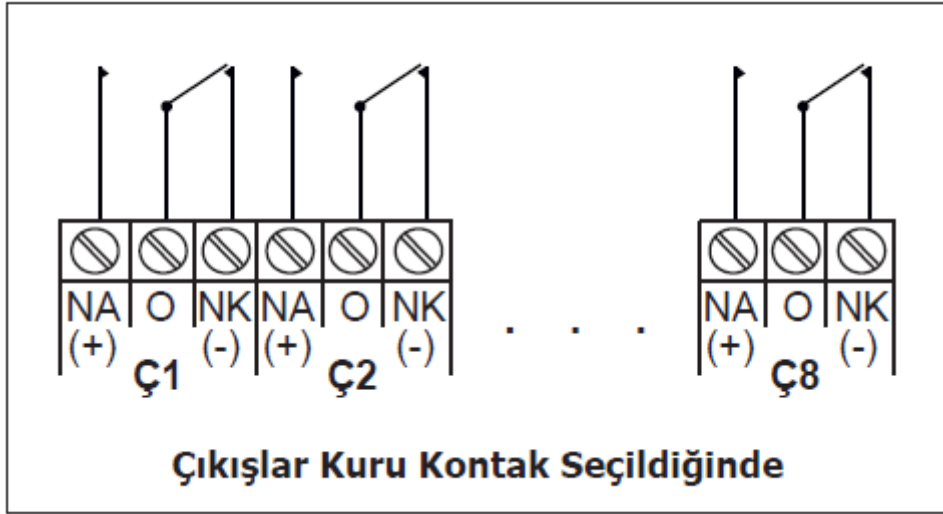 NA O NK NA O NK NA O NK
(+) (-) (+) (-) . . . (+) (-)
Ç1 Ç2 Ç8
Çıkışlar Kuru Kontak Seçildiğinde